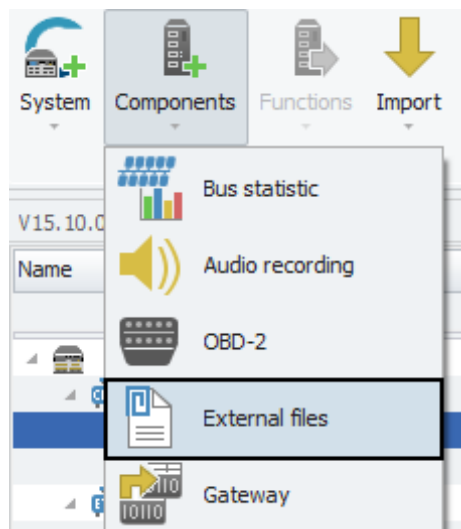 System Components Functions Import
Bus statistic
V15.10.0
Name
Audio recording
OBD-2
External files
Gateway